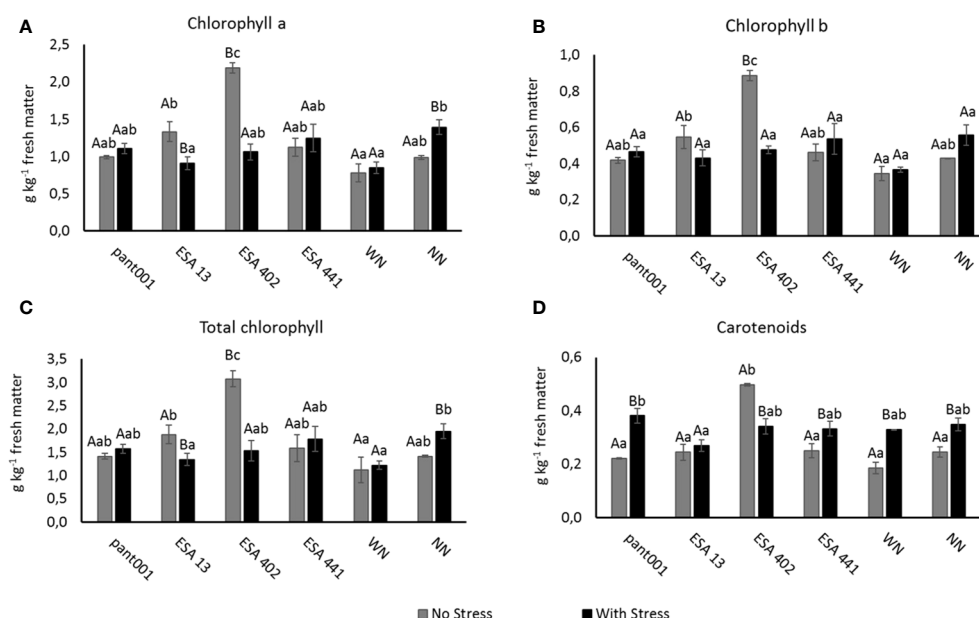 A
Chlorophyll a
g kg-1 fresh matter
2,5
2,0
1,5
1,0
0,5
0,0
Aab Aab Ab Ba Bc Aab Aab Aab Aa Aa Aab Bb
pant001 ESA 13 ESA 402 ESA 441 WN NN
B
Chlorophyll b
g kg-1 fresh matter
1,0
0,8
0,6
0,4
0,2
0,0
Aab Aa Ab Aa Bc Aa Aab Aa Aa Aa Aab Aa
pant001 ESA 13 ESA 402 ESA 441 WN NN
C
Total chlorophyll
g kg-1 fresh matter
3,5
3,0
2,5
2,0
1,5
1,0
0,5
0,0
Aab Aab Ab Ba Bc Aab Aab Aab Aa Aa Aab Bb
pant001 ESA 13 ESA 402 ESA 441 WN NN
D
Carotenoids
g kg-1 fresh matter
0,6
0,4
0,2
0,0
Aa Bb Aa Aa Ab Bab Aa Bab Aa Bab Aa Bab
pant001 ESA 13 ESA 402 ESA 441 WN NN
No Stress With Stress